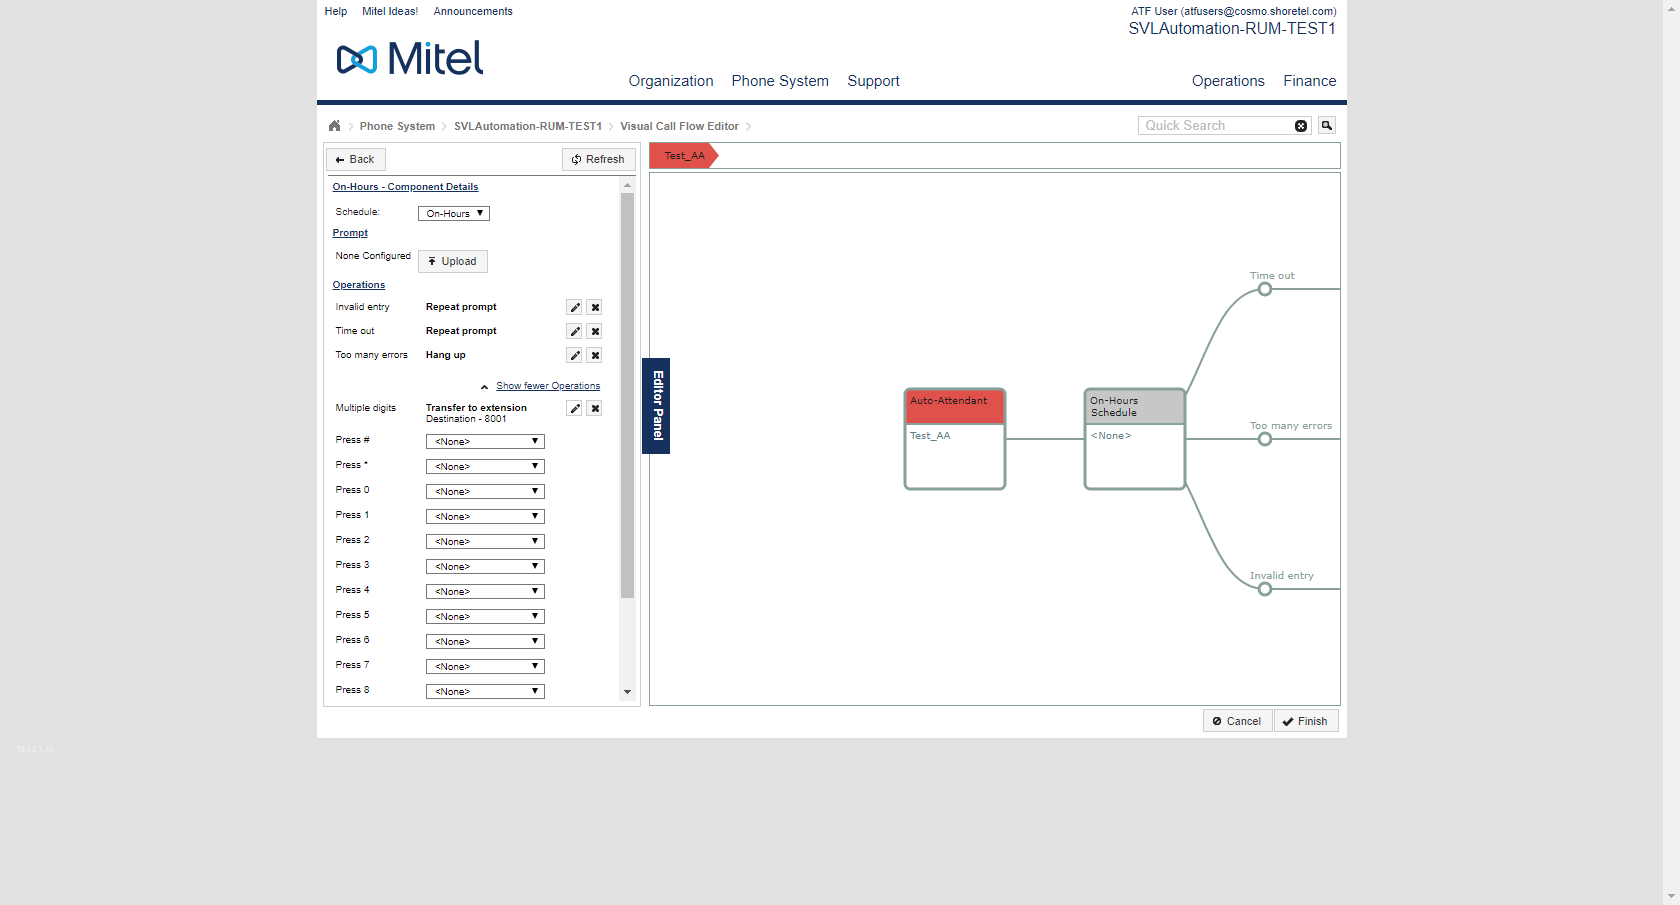 Help Mitel Ideas! Announcements
ATF User (atfusers@cosmo.shoretel.com)
SVLAutomation-RUM-TEST1
Mitel
Organization Phone System Support
Operations Finance
Phone System SVLAutomation-RUM-TEST1 Visual Call Flow Editor
Quick Search
Back
Refresh
On-Hours - Component Details
Schedule: On-Hours
Prompt
None Configured Upload
Operations
Invalid entry Repeat prompt
Time out Repeat prompt
Too many errors Hang up
Show fewer Operations
Multiple digits Transfer to extension
Destination - 8001
Press # <None>
Press * <None>
Press 0 <None>
Press 1 <None>
Press 2 <None>
Press 3 <None>
Press 4 <None>
Press 5 <None>
Press 6 <None>
Press 7 <None>
Press 8 <None>
Editor Panel
Test_AA
Auto-Attendant
Test_AA
On-Hours
Schedule
<None>
Time out
Too many errors
Invalid entry
Cancel
Finish